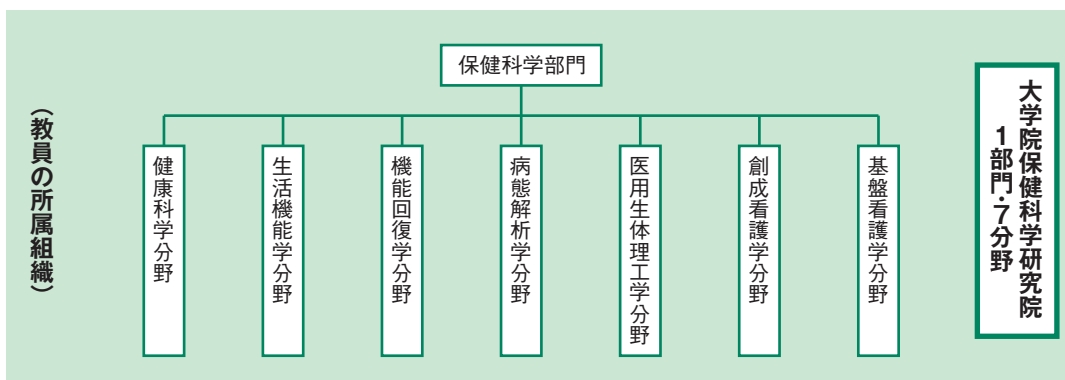 大学院保健科学研究院
1部門・7分野
保健科学部門
基盤看護学分野
創成看護学分野
医用生体理工学分野
病態解析学分野
機能回復学分野
生活機能学分野
健康科学分野
（教員の所属組織）